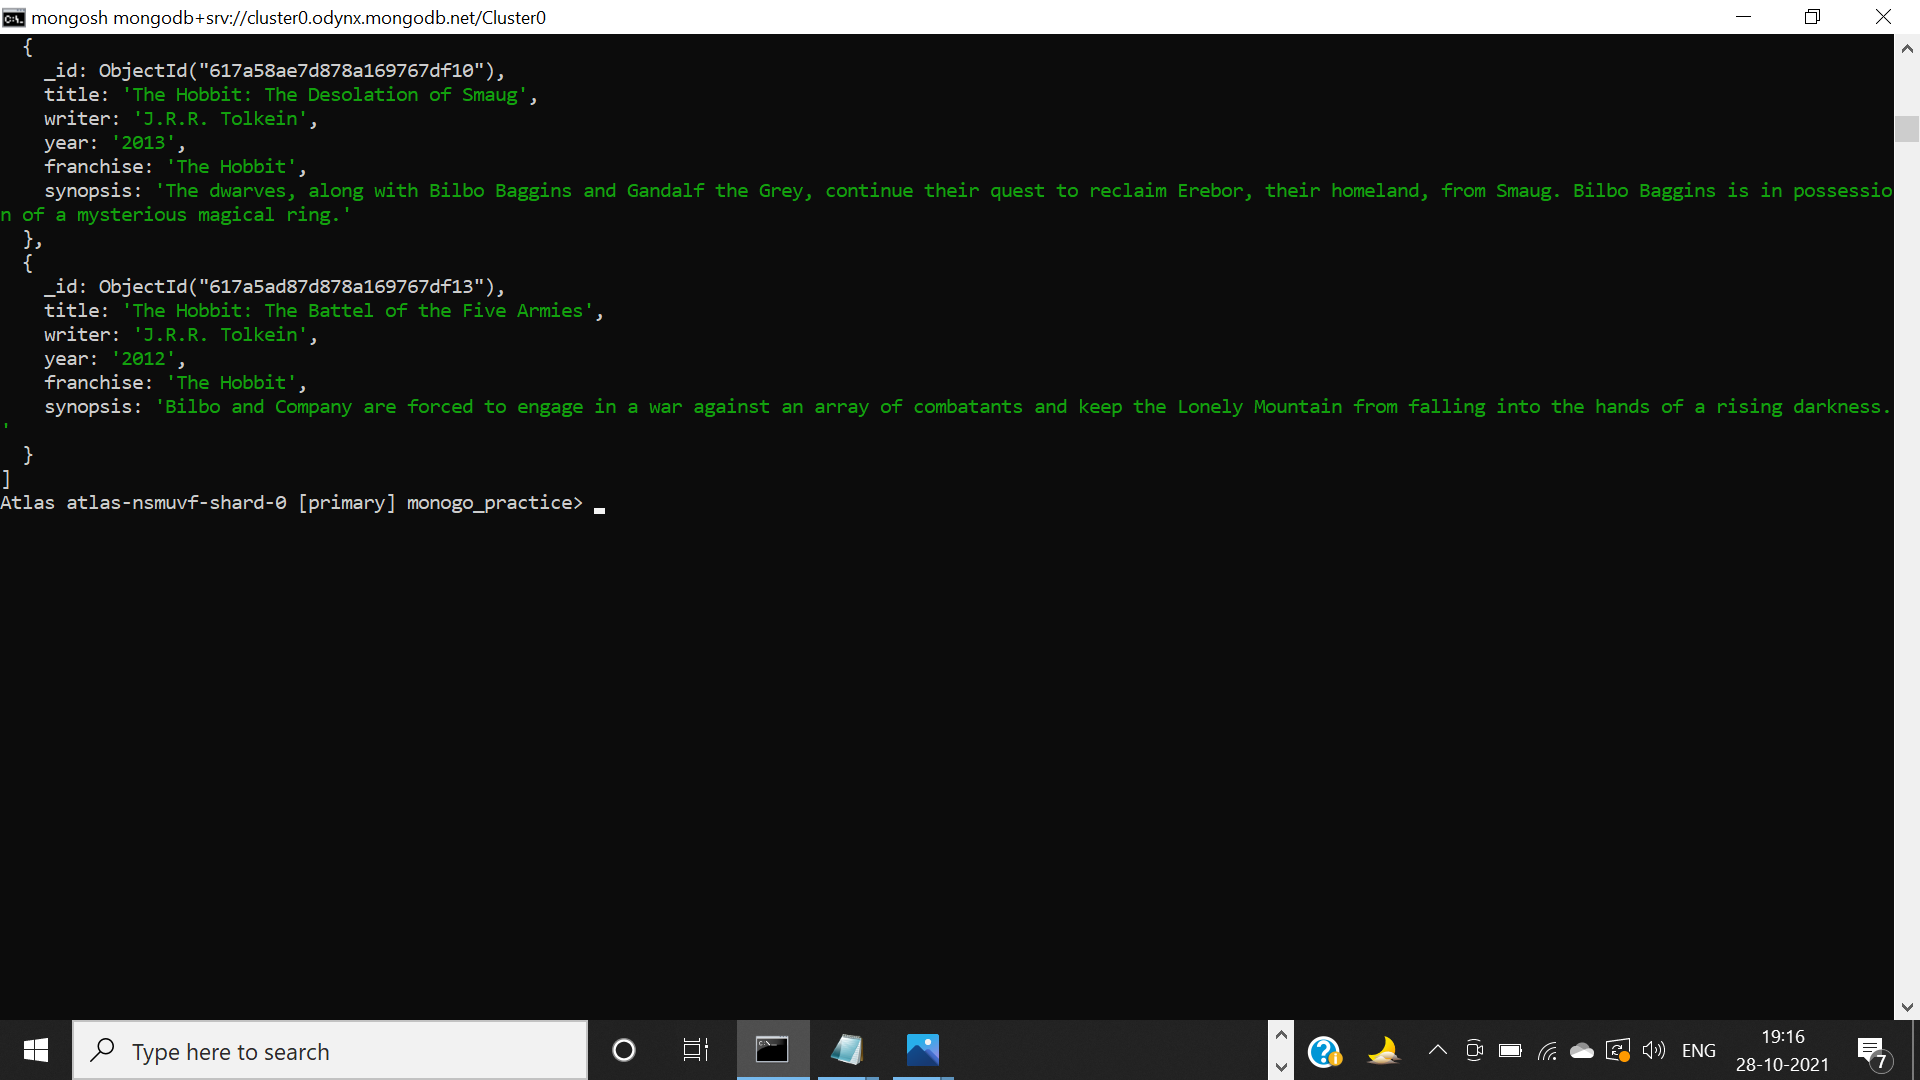 mongosh mongodb+srv://cluster0.odynx.mongodb.net/Cluster0
{
_id: ObjectId("617a58ae7d878a169767df10"),
title: 'The Hobbit: The Desolation of Smaug',
writer: 'J.R.R. Tolkein',
year: '2013',
franchise: 'The Hobbit',
synopsis: 'The dwarves, along with Bilbo Baggins and Gandalf the Grey, continue their quest to reclaim Erebor, their homeland, from Smaug. Bilbo Baggins is in possessio
n of a mysterious magical ring.'
},
{
_id: ObjectId("617a5ad87d878a169767df13"),
title: 'The Hobbit: The Battel of the Five Armies',
writer: 'J.R.R. Tolkein',
year: '2012',
franchise: 'The Hobbit',
synopsis: 'Bilbo and Company are forced to engage in a war against an array of combatants and keep the Lonely Mountain from falling into the hands of a rising darkness.
'
}
]
Atlas atlas-nsmuvf-shard-0 [primary] monogo_practice>
Type here to search
ENG
19:16
28-10-2021
7